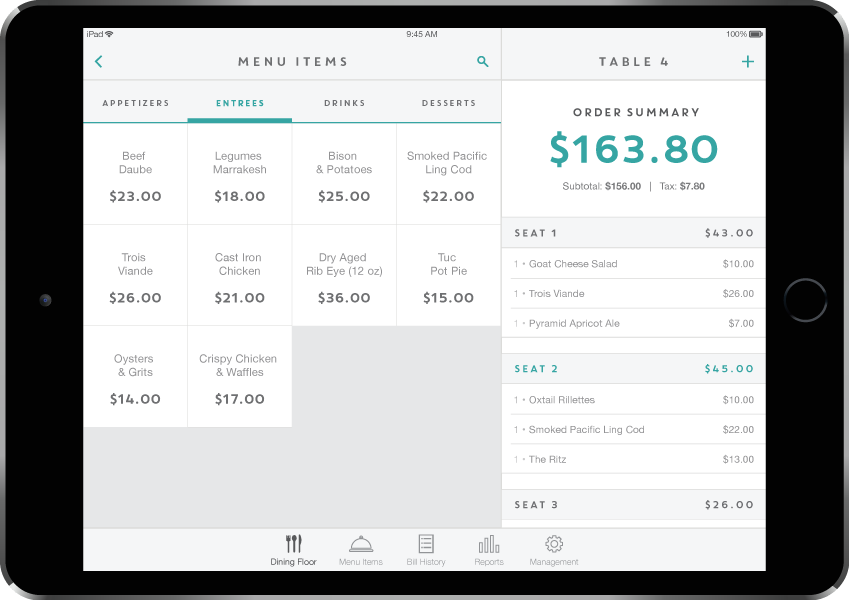 iPad
9:45 AM
100%
MENU ITEMS
TABLE 4
APPETIZERS
ENTREES
DRINKS
DESSERTS
Beef
Daube
$23.00
Legumes
Marrakesh
$18.00
Bison
& Potatoes
$25.00
Smoked Pacific
Ling Cod
$22.00
Trois
Viande
$26.00
Cast Iron
Chicken
$21.00
Dry Aged
Rib Eye (12 oz)
$36.00
Tuc
Pot Pie
$15.00
Oysters
& Grits
$14.00
Crispy Chicken
& Waffles
$17.00
ORDER SUMMARY
$163.80
Subtotal: $156.00 | Tax: $7.80
SEAT 1 $43.00
1 • Goat Cheese Salad $10.00
1 • Trois Viande $26.00
1 • Pyramid Apricot Ale $7.00
SEAT 2 $45.00
1 • Oxtail Rillettes $10.00
1 • Smoked Pacific Ling Cod $22.00
1 • The Ritz $13.00
SEAT 3 $26.00
Dining Floor
Menu Items
Bill History
Reports
Management